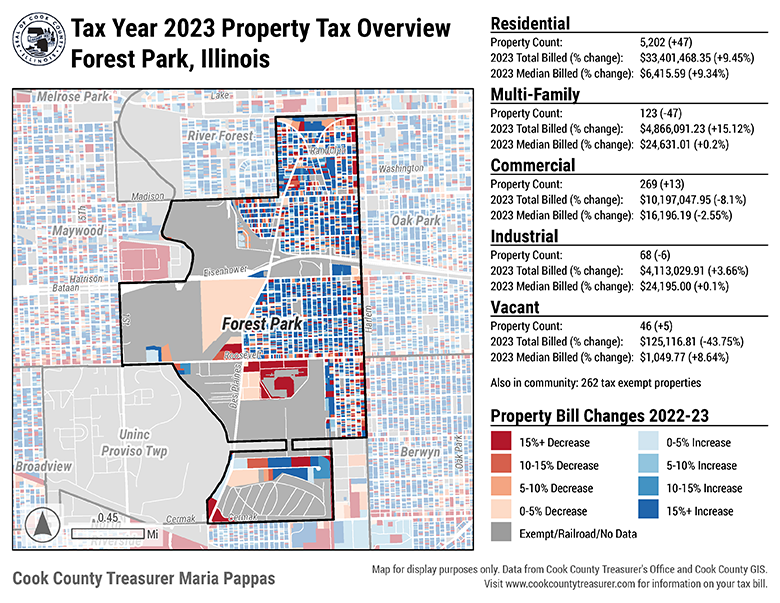 Tax Year 2023 Property Tax Overview
Forest Park, Illinois
Melrose Park
Lake
River Forest
Randolph
Washington
Madison
Maywood
Oak Park
Eisenhower
Harrison
Bataan
1st
Forest Park
Harlem
Roosevelt
Des Plaines
Uninc
Proviso Twp
Broadview
Berwyn
Oak Park
Cermak
Cermak
North
Riverside
0.45
Mi
Residential
Property Count: 5,202 (+47)
2023 Total Billed (% change): $33,401,468.35 (+9.45%)
2023 Median Billed (% change): $6,415.59 (+9.34%)
Multi-Family
Property Count: 123 (-47)
2023 Total Billed (% change): $4,866,091.23 (+15.12%)
2023 Median Billed (% change): $24,631.01 (+0.2%)
Commercial
Property Count: 269 (+13)
2023 Total Billed (% change): $10,197,047.95 (-8.1%)
2023 Median Billed (% change): $16,196.19 (-2.55%)
Industrial
Property Count: 68 (-6)
2023 Total Billed (% change): $4,113,029.91 (+3.66%)
2023 Median Billed (% change): $24,195.00 (+0.1%)
Vacant
Property Count: 46 (+5)
2023 Total Billed (% change): $125,116.81 (-43.75%)
2023 Median Billed (% change): $1,049.77 (+8.64%)
Also in community: 262 tax exempt properties
Property Bill Changes 2022-23
15%+ Decrease
0-5% Increase
10-15% Decrease
5-10% Increase
5-10% Decrease
10-15% Increase
0-5% Decrease
15%+ Increase
Exempt/Railroad/No Data
Cook County Treasurer Maria Pappas
Map for display purposes only. Data from Cook County Treasurer's Office and Cook County GIS.
Visit www.cookcountytreasurer.com for information on your tax bill.